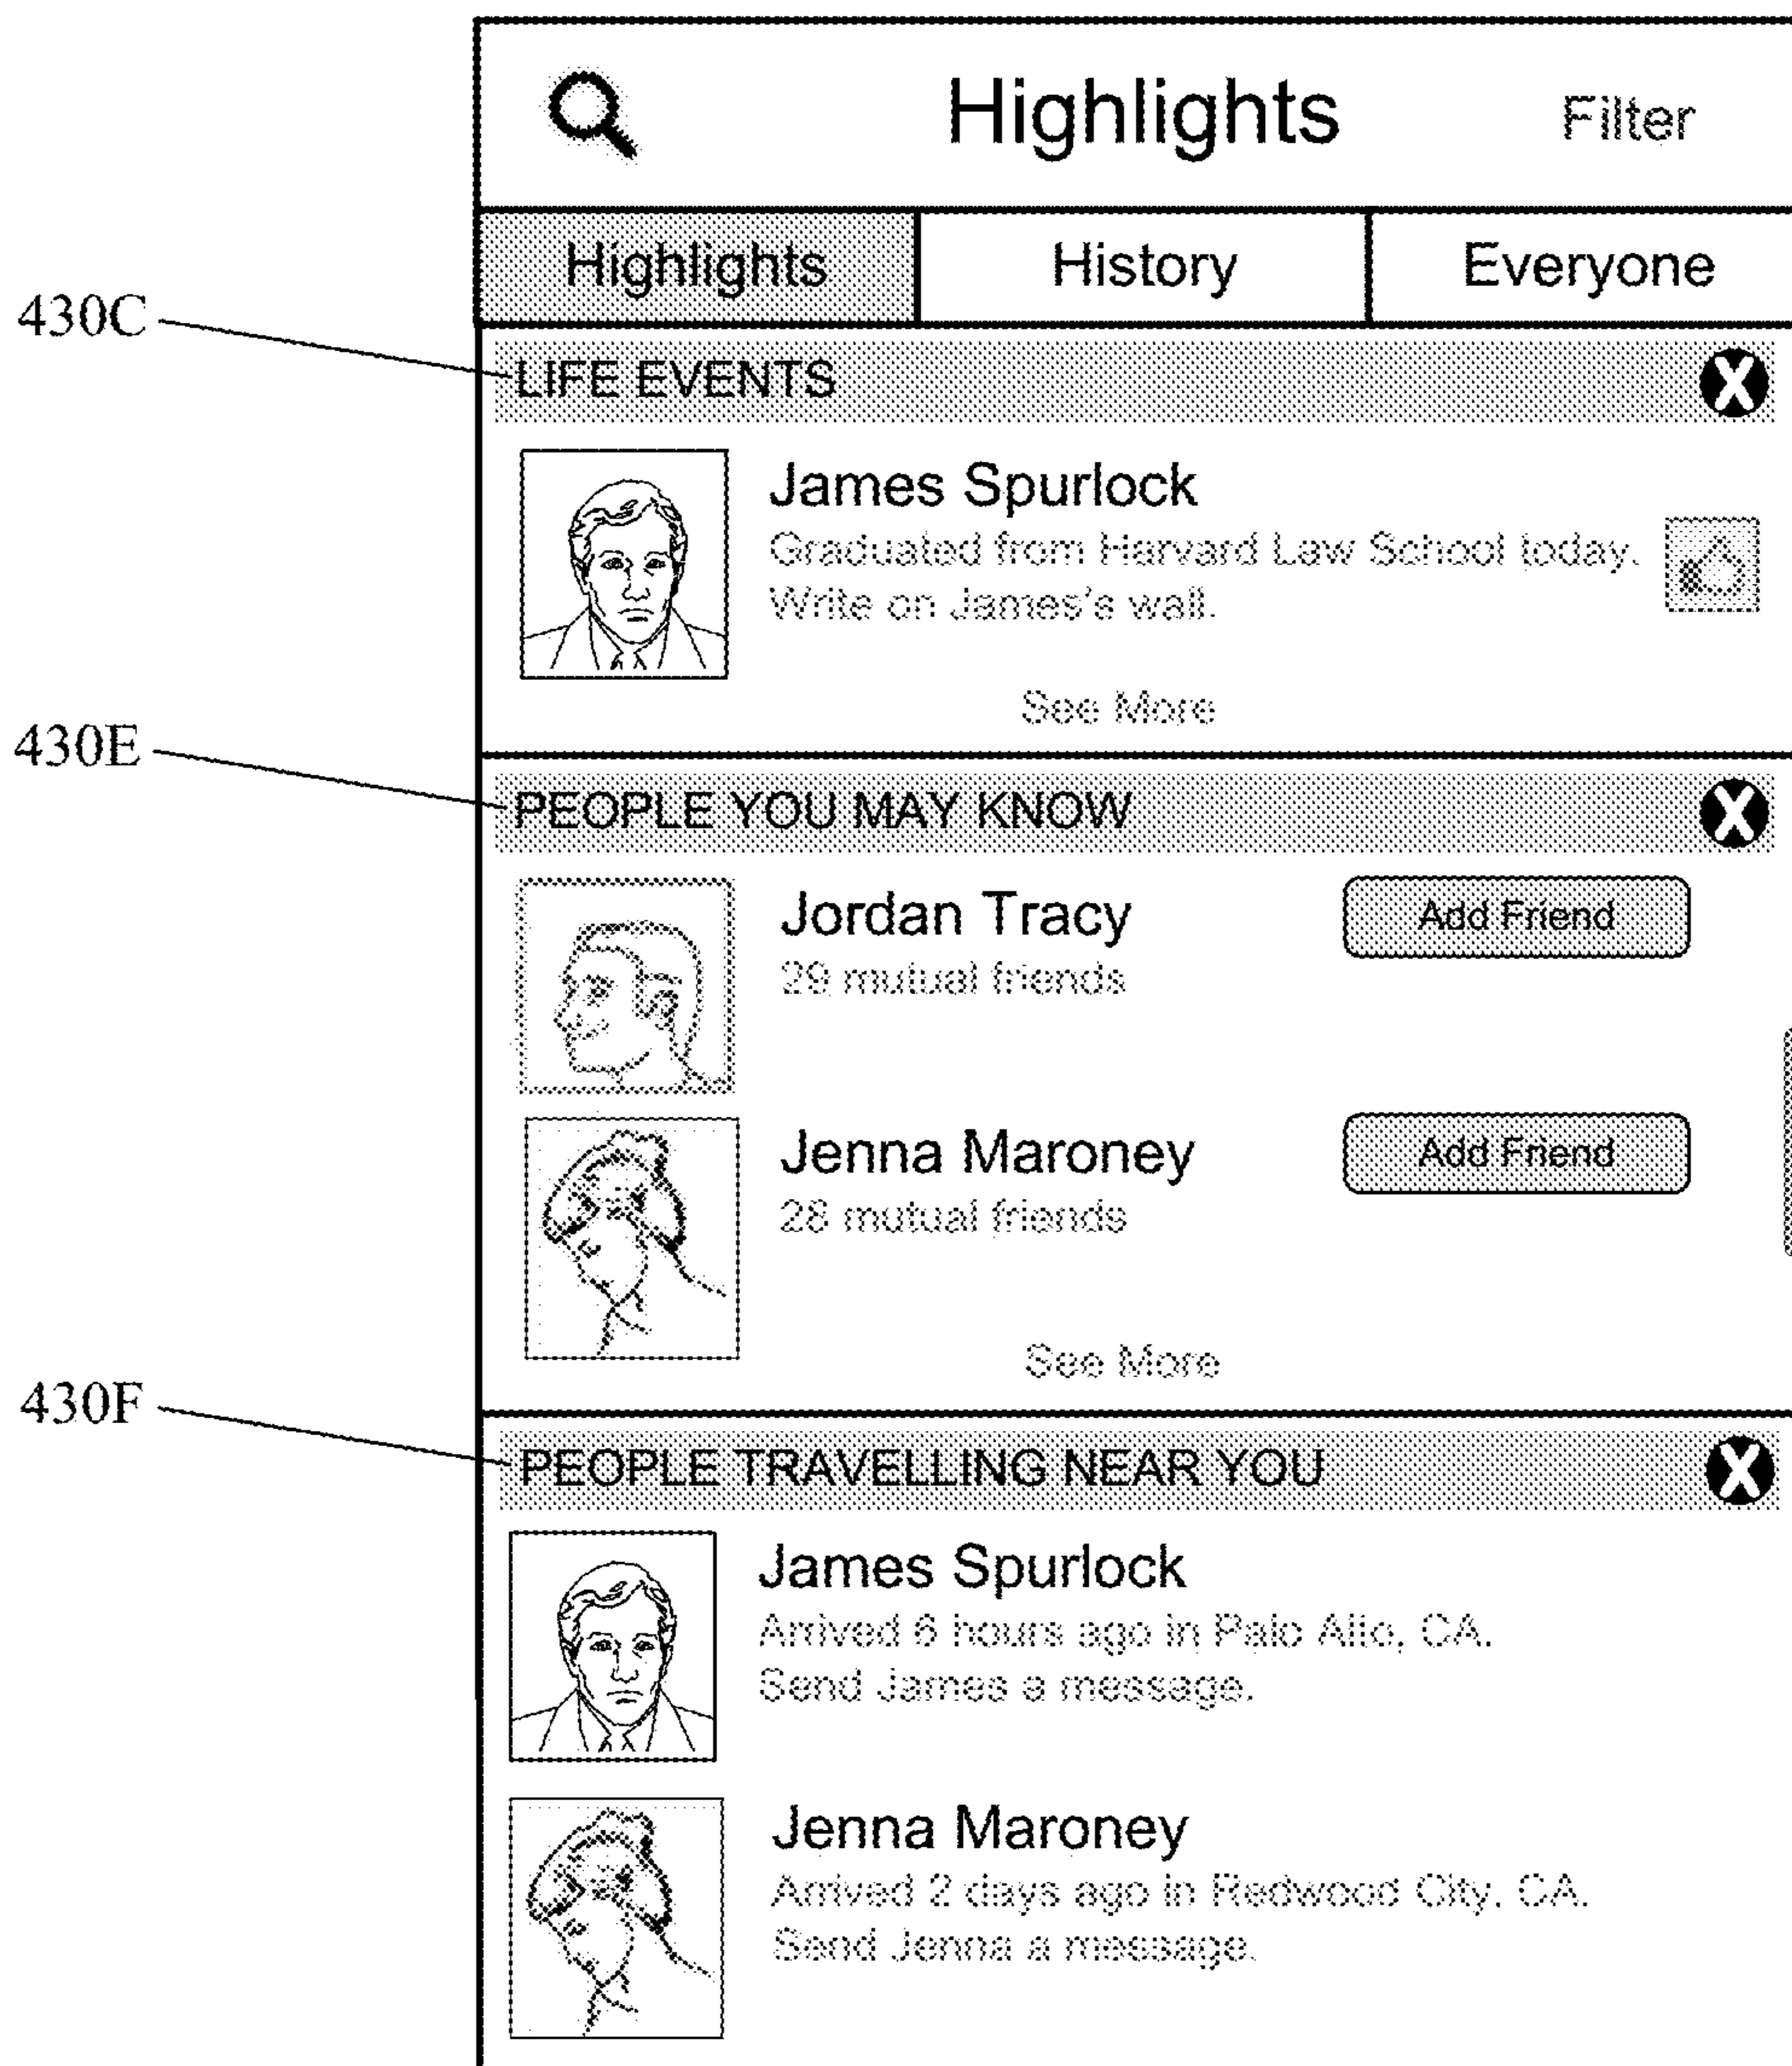 Highlights Filter
Highlights History Everyone
430C
LIFE EVENTS X
James Spurlock
Graduated from Harvard Law School today.
Write on James's wall.
See More
430E
PEOPLE YOU MAY KNOW X
Jordan Tracy Add Friend
29 mutual friends
Jenna Maroney Add Friend
28 mutual friends
See More
430F
PEOPLE TRAVELLING NEAR YOU X
James Spurlock
Arrived 6 hours ago in Palo Alto, CA.
Send James a message.
Jenna Maroney
Arrived 2 days ago in Redwood City, CA.
Send Jenna a message.